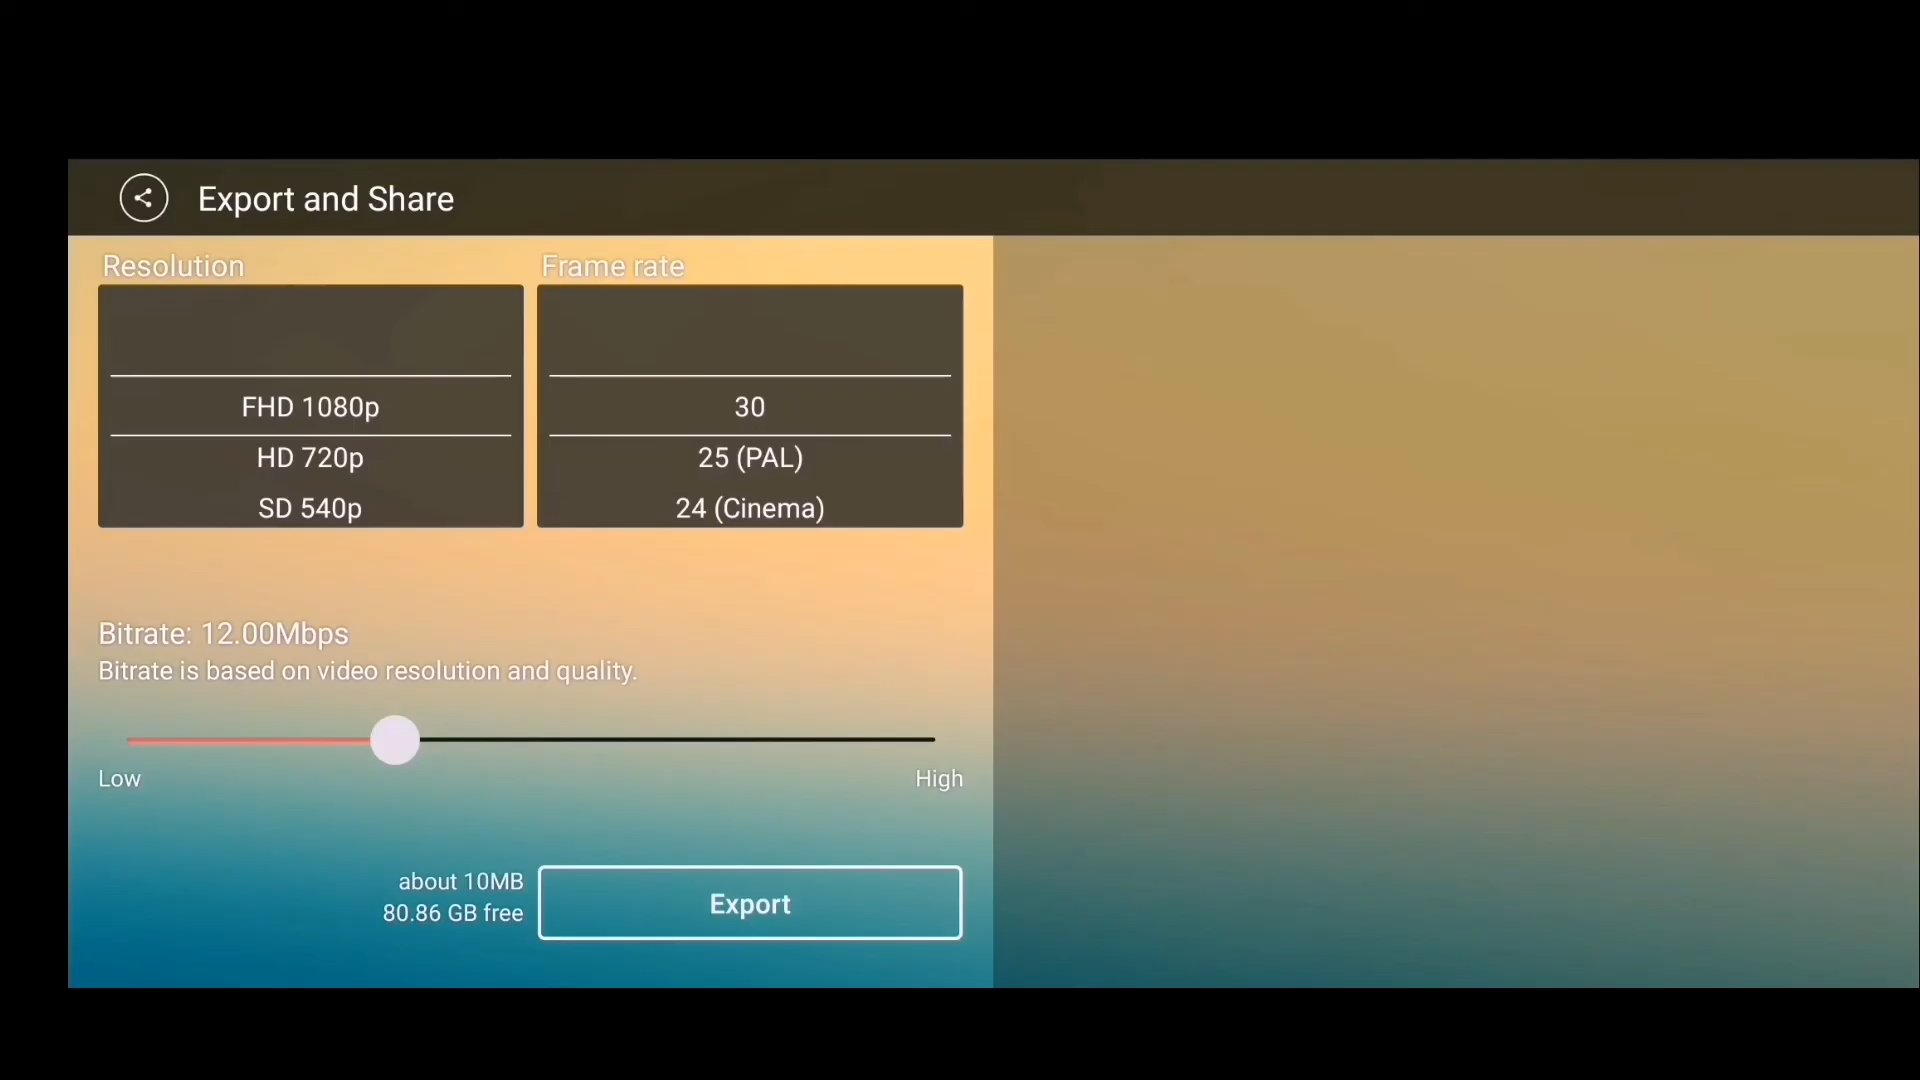 Export and Share
Resolution
Frame rate
FHD 1080p
HD 720p
SD 540p
30
25 (PAL)
24 (Cinema)
Bitrate: 12.00Mbps
Bitrate is based on video resolution and quality.
Low
High
about 10MB
80.86 GB free
Export